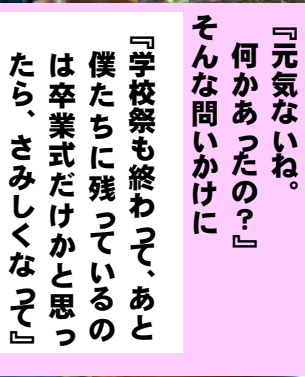 『元気ないね。
何かあったの？』
そんな問いかけに
『学校祭も終わって、あと
僕たちに残っているの
は卒業式だけかと思っ
たら、さみしくなって』